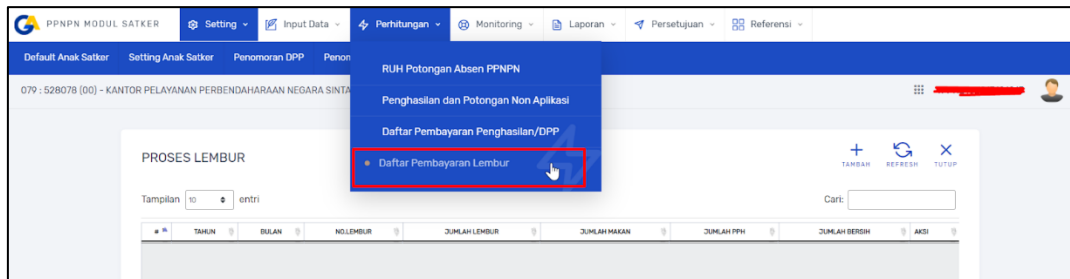 PPNPN MODUL SATKER Setting Input Data Perhitungan Monitoring Laporan Persetujuan Referensi
Default Anak Satker Setting Anak Satker Penomoran DPP Penon
RUH Potongan Absen PPNPN
079 : 528078 (00) - KANTOR PELAYANAN PERBENDAHARAAN NEGARA SINTA
Penghasilan dan Potongan Non Aplikasi
Daftar Pembayaran Penghasilan/DPP
Daftar Pembayaran Lembur
PROSES LEMBUR
TAMBAH REFRESH TUTUP
Tampilan 10 entri Cari:
# TAHUN BULAN NO.LEMBUR JUMLAH LEMBUR JUMLAH MAKAN JUMLAH PPH JUMLAH BERSIH AKSI